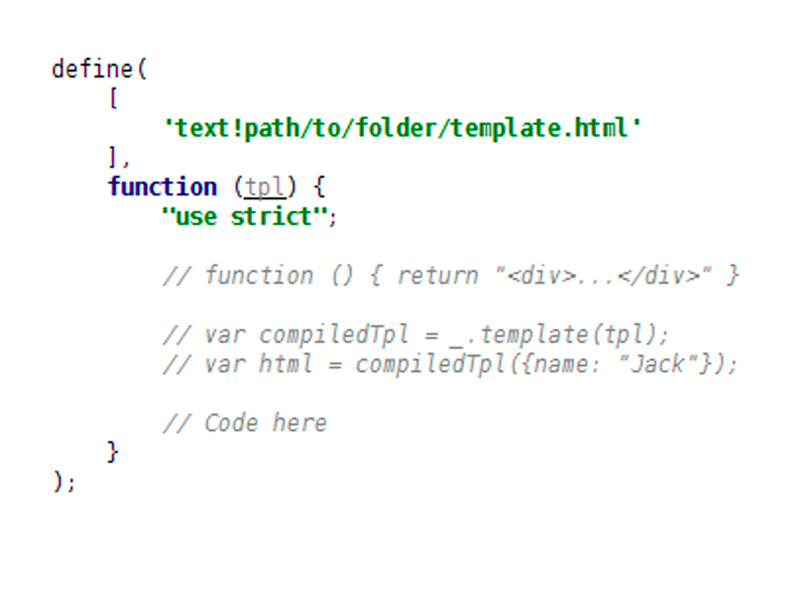 define(
    [
        'text!path/to/folder/template.html'
    ],
    function (tpl) {
        "use strict";

        // function () { return "<div>...</div>" }

        // var compiledTpl = _.template(tpl);
        // var html = compiledTpl({name: "Jack"});

        // Code here
    }
);